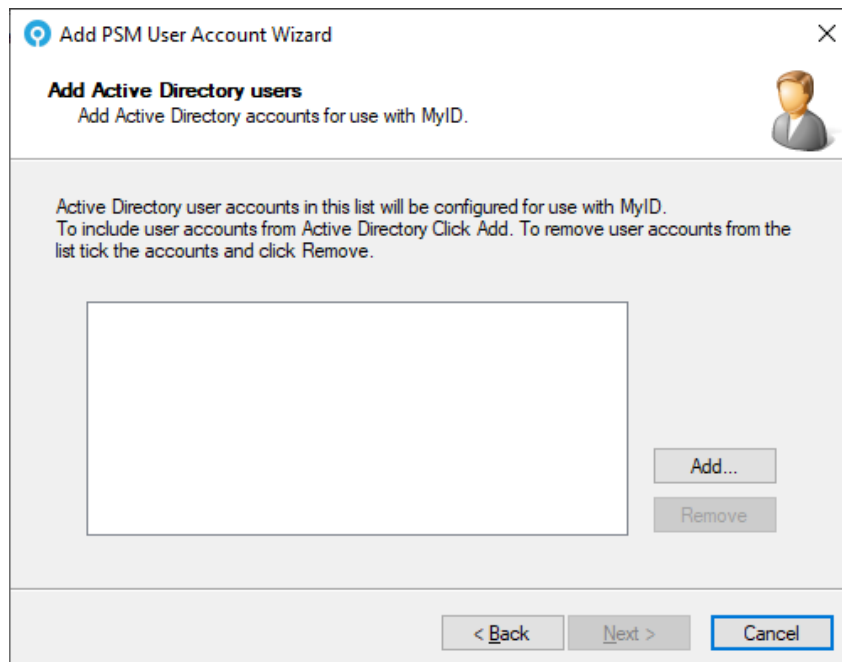 Add PSM User Account Wizard
Add Active Directory users
Add Active Directory accounts for use with MyID.
Active Directory user accounts in this list will be configured for use with MyID.
To include user accounts from Active Directory Click Add. To remove user accounts from the
list tick the accounts and click Remove.
Add...
Remove
< Back
Next >
Cancel